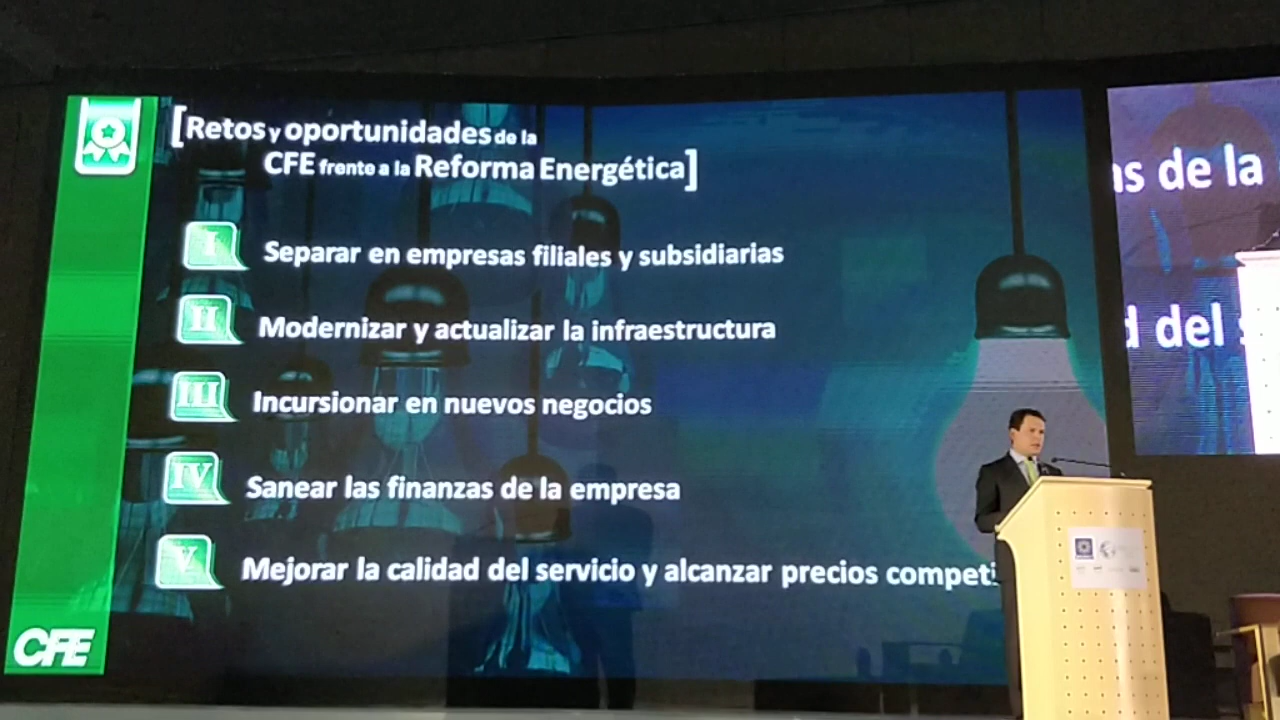 [Retos y oportunidades de la
CFE frente a la Reforma Energética]
I Separar en empresas filiales y subsidiarias
II Modernizar y actualizar la infraestructura
III Incursionar en nuevos negocios
IV Sanear las finanzas de la empresa
V Mejorar la calidad del servicio y alcanzar precios competi
CFE
as de la
d del s